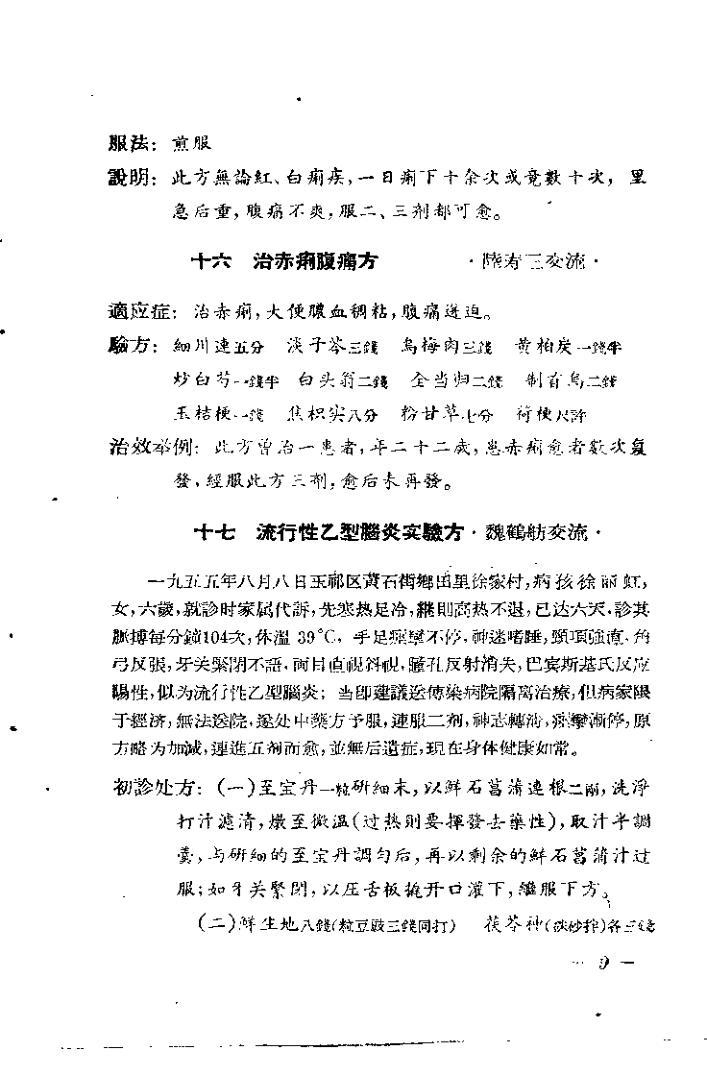 服法：煎服
說明：此方無論紅、白痢疾，一日痢下十余次或竟數十次，里
急后重，腹痛不爽，服二、三剂都可愈。
十六 治赤痢腹痛方 ·陸寿三交流·
適应症：治赤痢，大便膿血稠粘，腹痛迸迫。
驗方：細川連五分 淡子芩三錢 烏梅肉三錢 黄柏炭一錢半
炒白芍一錢半 白头翁二錢 全当归二錢 制首烏二錢
玉桔梗一錢 焦枳实八分 粉甘草七分 荷梗尺許
治效举例：此方曾治一患者，年二十二歲，患赤痢愈者数次复
發，經服此方三剂，愈后未再發。
十七 流行性乙型腦炎实驗方·魏鶴舫交流·
一九五五年八月八日王鄗区黄石街鄉田里徐家村，病孩徐丽虹，
女，六歲，就診时家屬代訴，先寒热足冷，継則高热不退，已达六天。診其
脈搏每分鐘104次，体溫 39°C，手足痙攣不停，神迷嗜睡，頸項強直，角
弓反張，牙关緊閉不語，两目直視斜視，瞳孔反射消失，巴宾斯基氏反应
陽性，似为流行性乙型腦炎；当即建議送傳染病院隔离治療，但病家限
于經济，無法送院，遂处中藥方予服，連服二剂，神志轉清，痙攣漸停，原
方略为加減，連進五剂而愈，並無后遺症，現在身体健康如常。
初診处方：(一)至宝丹一粒研細末，以鮮石菖蒲連根二兩，洗淨
打汁濾清，燉至微温(过热則要揮發去藥性)，取汁半調
羹，与研細的至宝丹調勻后，再以剩余的鮮石菖蒲汁过
服；如牙关緊閉，以压舌板撬开口灌下，繼服下方。
(二)鮮生地八錢(粒豆豉三錢同打) 茯苓神(硃砂拌)各三錢
— 9 —